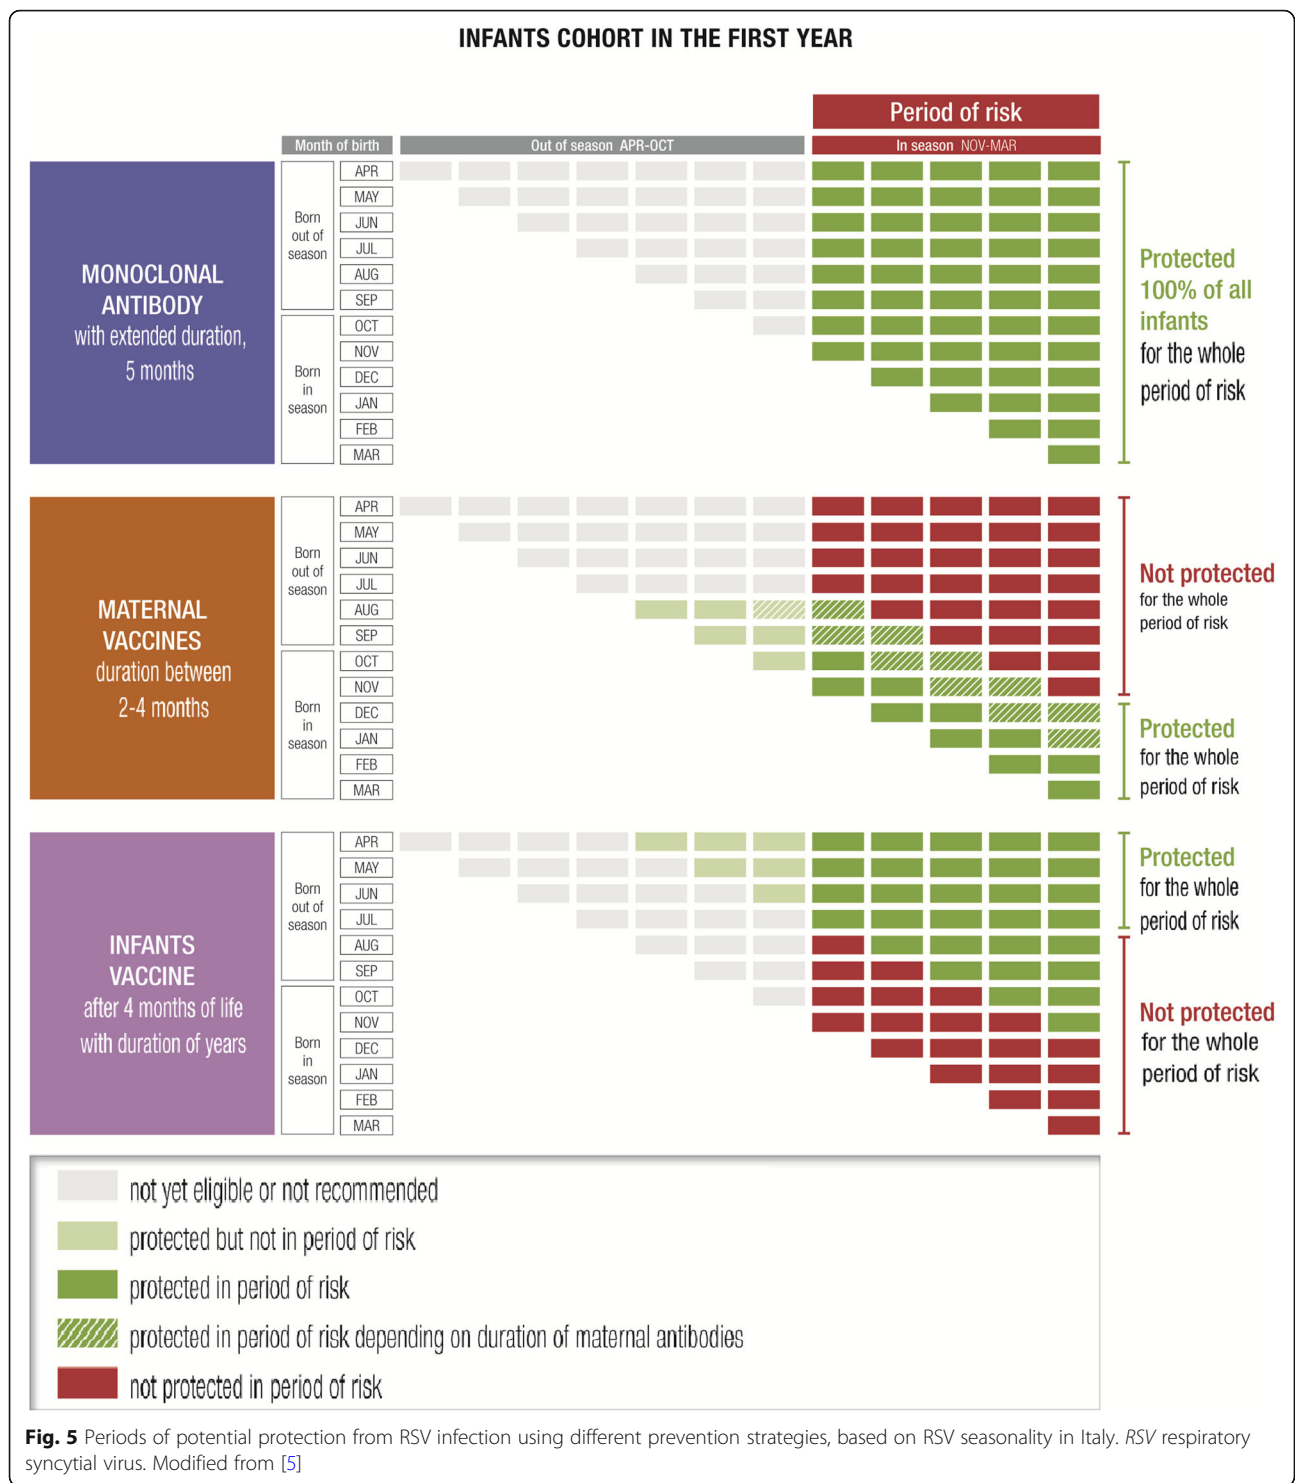 INFANTS COHORT IN THE FIRST YEAR
Period of risk
Month of birth
Out of season APR-OCT
In season NOV-MAR
MONOCLONAL
ANTIBODY
with extended duration,
5 months
Born
out of
season
Born
in
season
APR
MAY
JUN
JUL
AUG
SEP
OCT
NOV
DEC
JAN
FEB
MAR
Protected
100% of all
infants
for the whole
period of risk
MATERNAL
VACCINES
duration between
2-4 months
Born
out of
season
Born
in
season
APR
MAY
JUN
JUL
AUG
SEP
OCT
NOV
DEC
JAN
FEB
MAR
Not protected
for the whole
period of risk
Protected
for the whole
period of risk
INFANTS
VACCINE
after 4 months of life
with duration of years
Born
out of
season
Born
in
season
APR
MAY
JUN
JUL
AUG
SEP
OCT
NOV
DEC
JAN
FEB
MAR
Protected
for the whole
period of risk
Not protected
for the whole
period of risk
not yet eligible or not recommended
protected but not in period of risk
protected in period of risk
protected in period of risk depending on duration of maternal antibodies
not protected in period of risk
Fig. 5 Periods of potential protection from RSV infection using different prevention strategies, based on RSV seasonality in Italy. RSV respiratory
syncytial virus. Modified from [5]